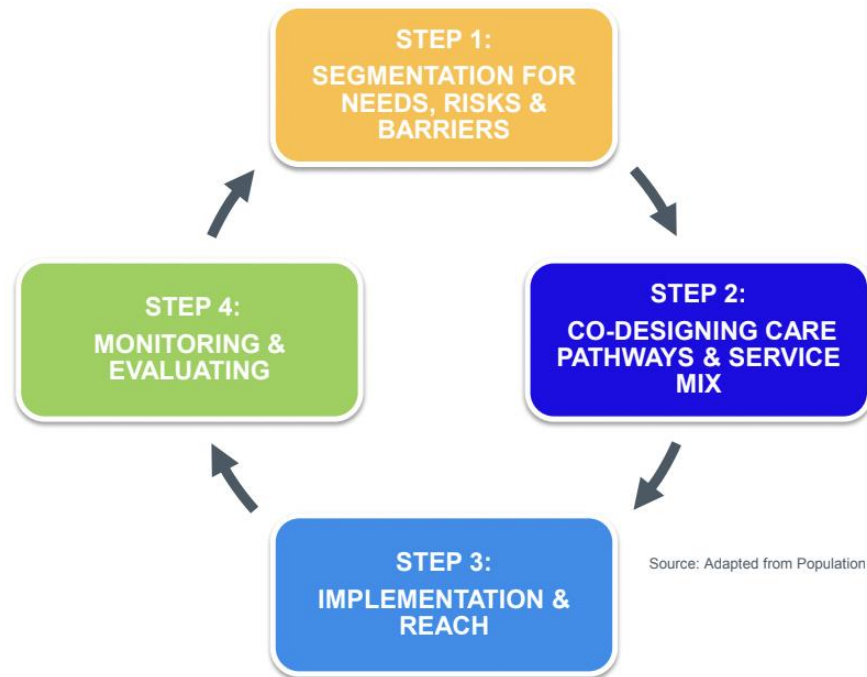 STEP 1:
SEGMENTATION FOR
NEEDS, RISKS &
BARRIERS
STEP 2:
CO-DESIGNING CARE
PATHWAYS & SERVICE
MIX
STEP 3:
IMPLEMENTATION &
REACH
STEP 4:
MONITORING &
EVALUATING
Source: Adapted from Population